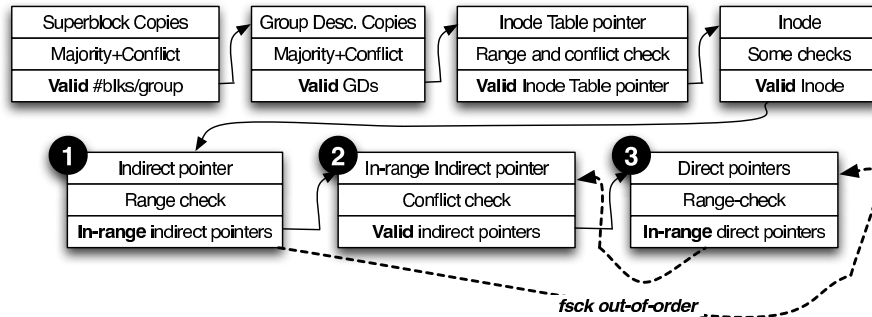 Superblock Copies
Majority+Conflict
Valid #blks/group
Group Desc. Copies
Majority+Conflict
Valid GDs
Inode Table pointer
Range and conflict check
Valid Inode Table pointer
Inode
Some checks
Valid Inode
1
Indirect pointer
Range check
In-range indirect pointers
2
In-range Indirect pointer
Conflict check
Valid indirect pointers
3
Direct pointers
Range-check
In-range direct pointers
fsck out-of-order